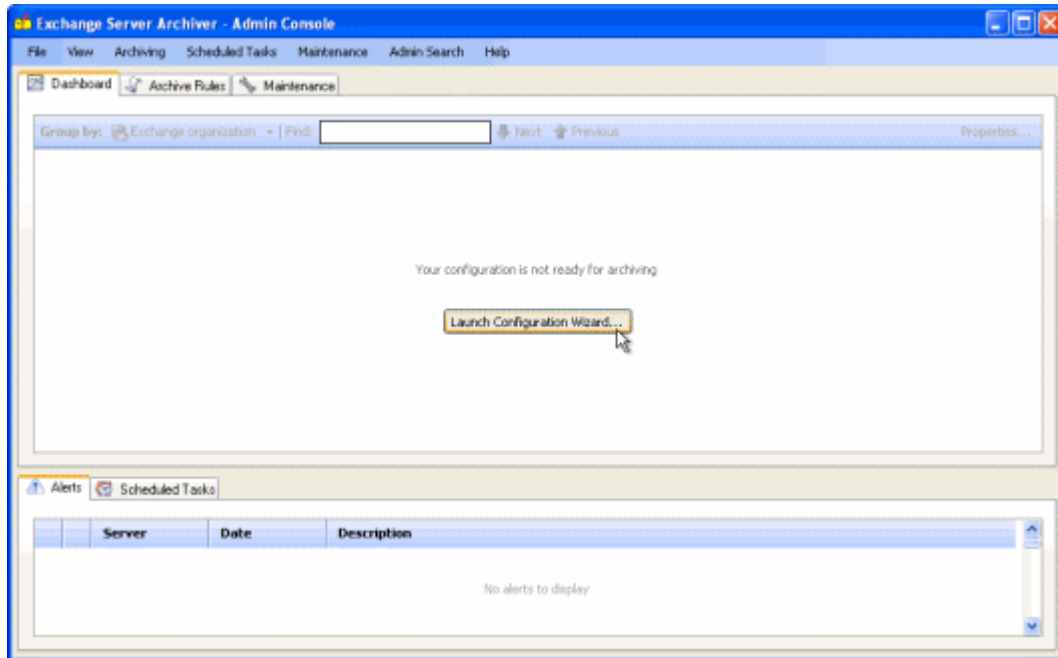 Exchange Server Archiver - Admin Console
File View Archiving Scheduled Tasks Maintenance Admin Search Help
Dashboard Archive Rules Maintenance
Group by: Exchange organization Find: Next Previous Properties...
Your configuration is not ready for archiving
Launch Configuration Wizard...
Alerts Scheduled Tasks
Server Date Description
No alerts to display